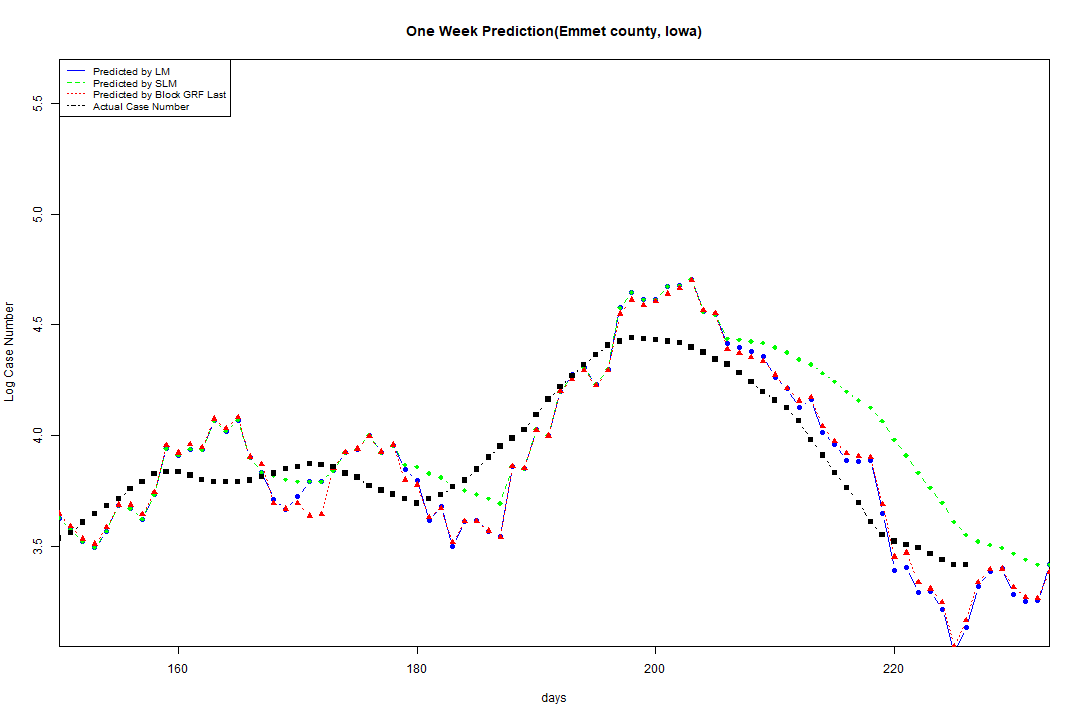 One Week Prediction(Emmet county, Iowa)
Predicted by LM
Predicted by SLM
Predicted by Block GRF Last
Actual Case Number
5.5
5.0
4.5
4.0
3.5
Log Case Number
160 180 200 220
days